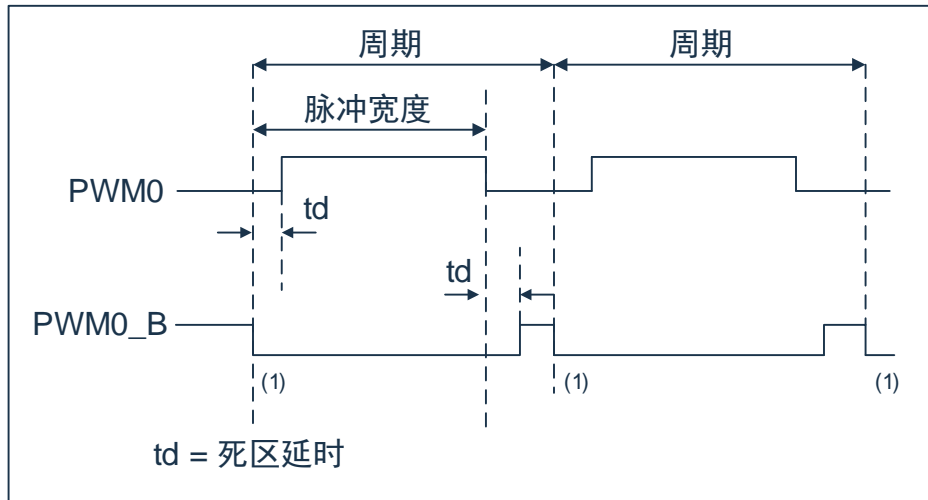 周期 周期
脉冲宽度
PWM0
td
td
PWM0_B
(1) (1) (1)
td = 死区延时